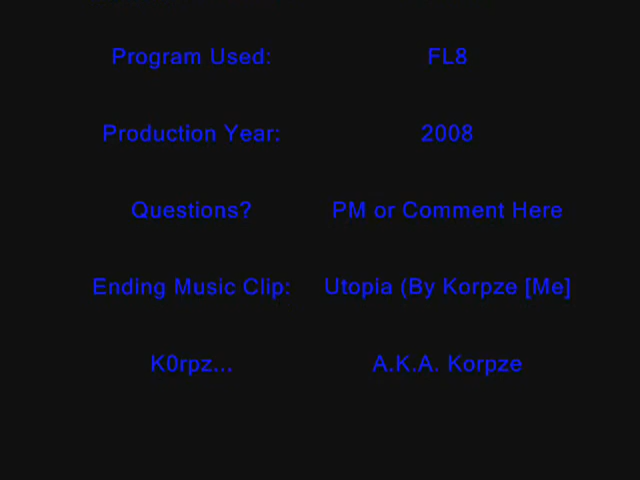 Program Used: FL8
Production Year: 2008
Questions? PM or Comment Here
Ending Music Clip: Utopia (By Korpze [Me]
K0rpz... A.K.A. Korpze